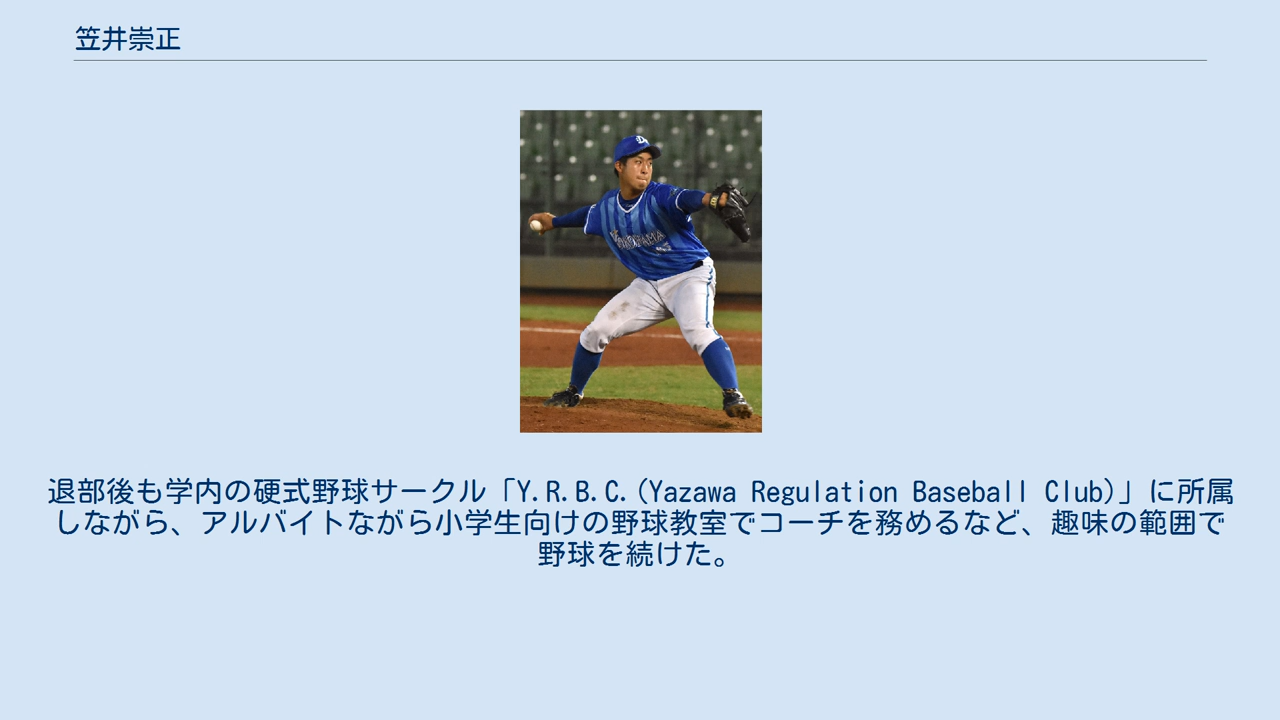 笠井崇正
YOKOHAMA
退部後も学内の硬式野球サークル「Y.R.B.C.(Yazawa Regulation Baseball Club)」に所属
しながら、アルバイトながら小学生向けの野球教室でコーチを務めるなど、趣味の範囲で
野球を続けた。